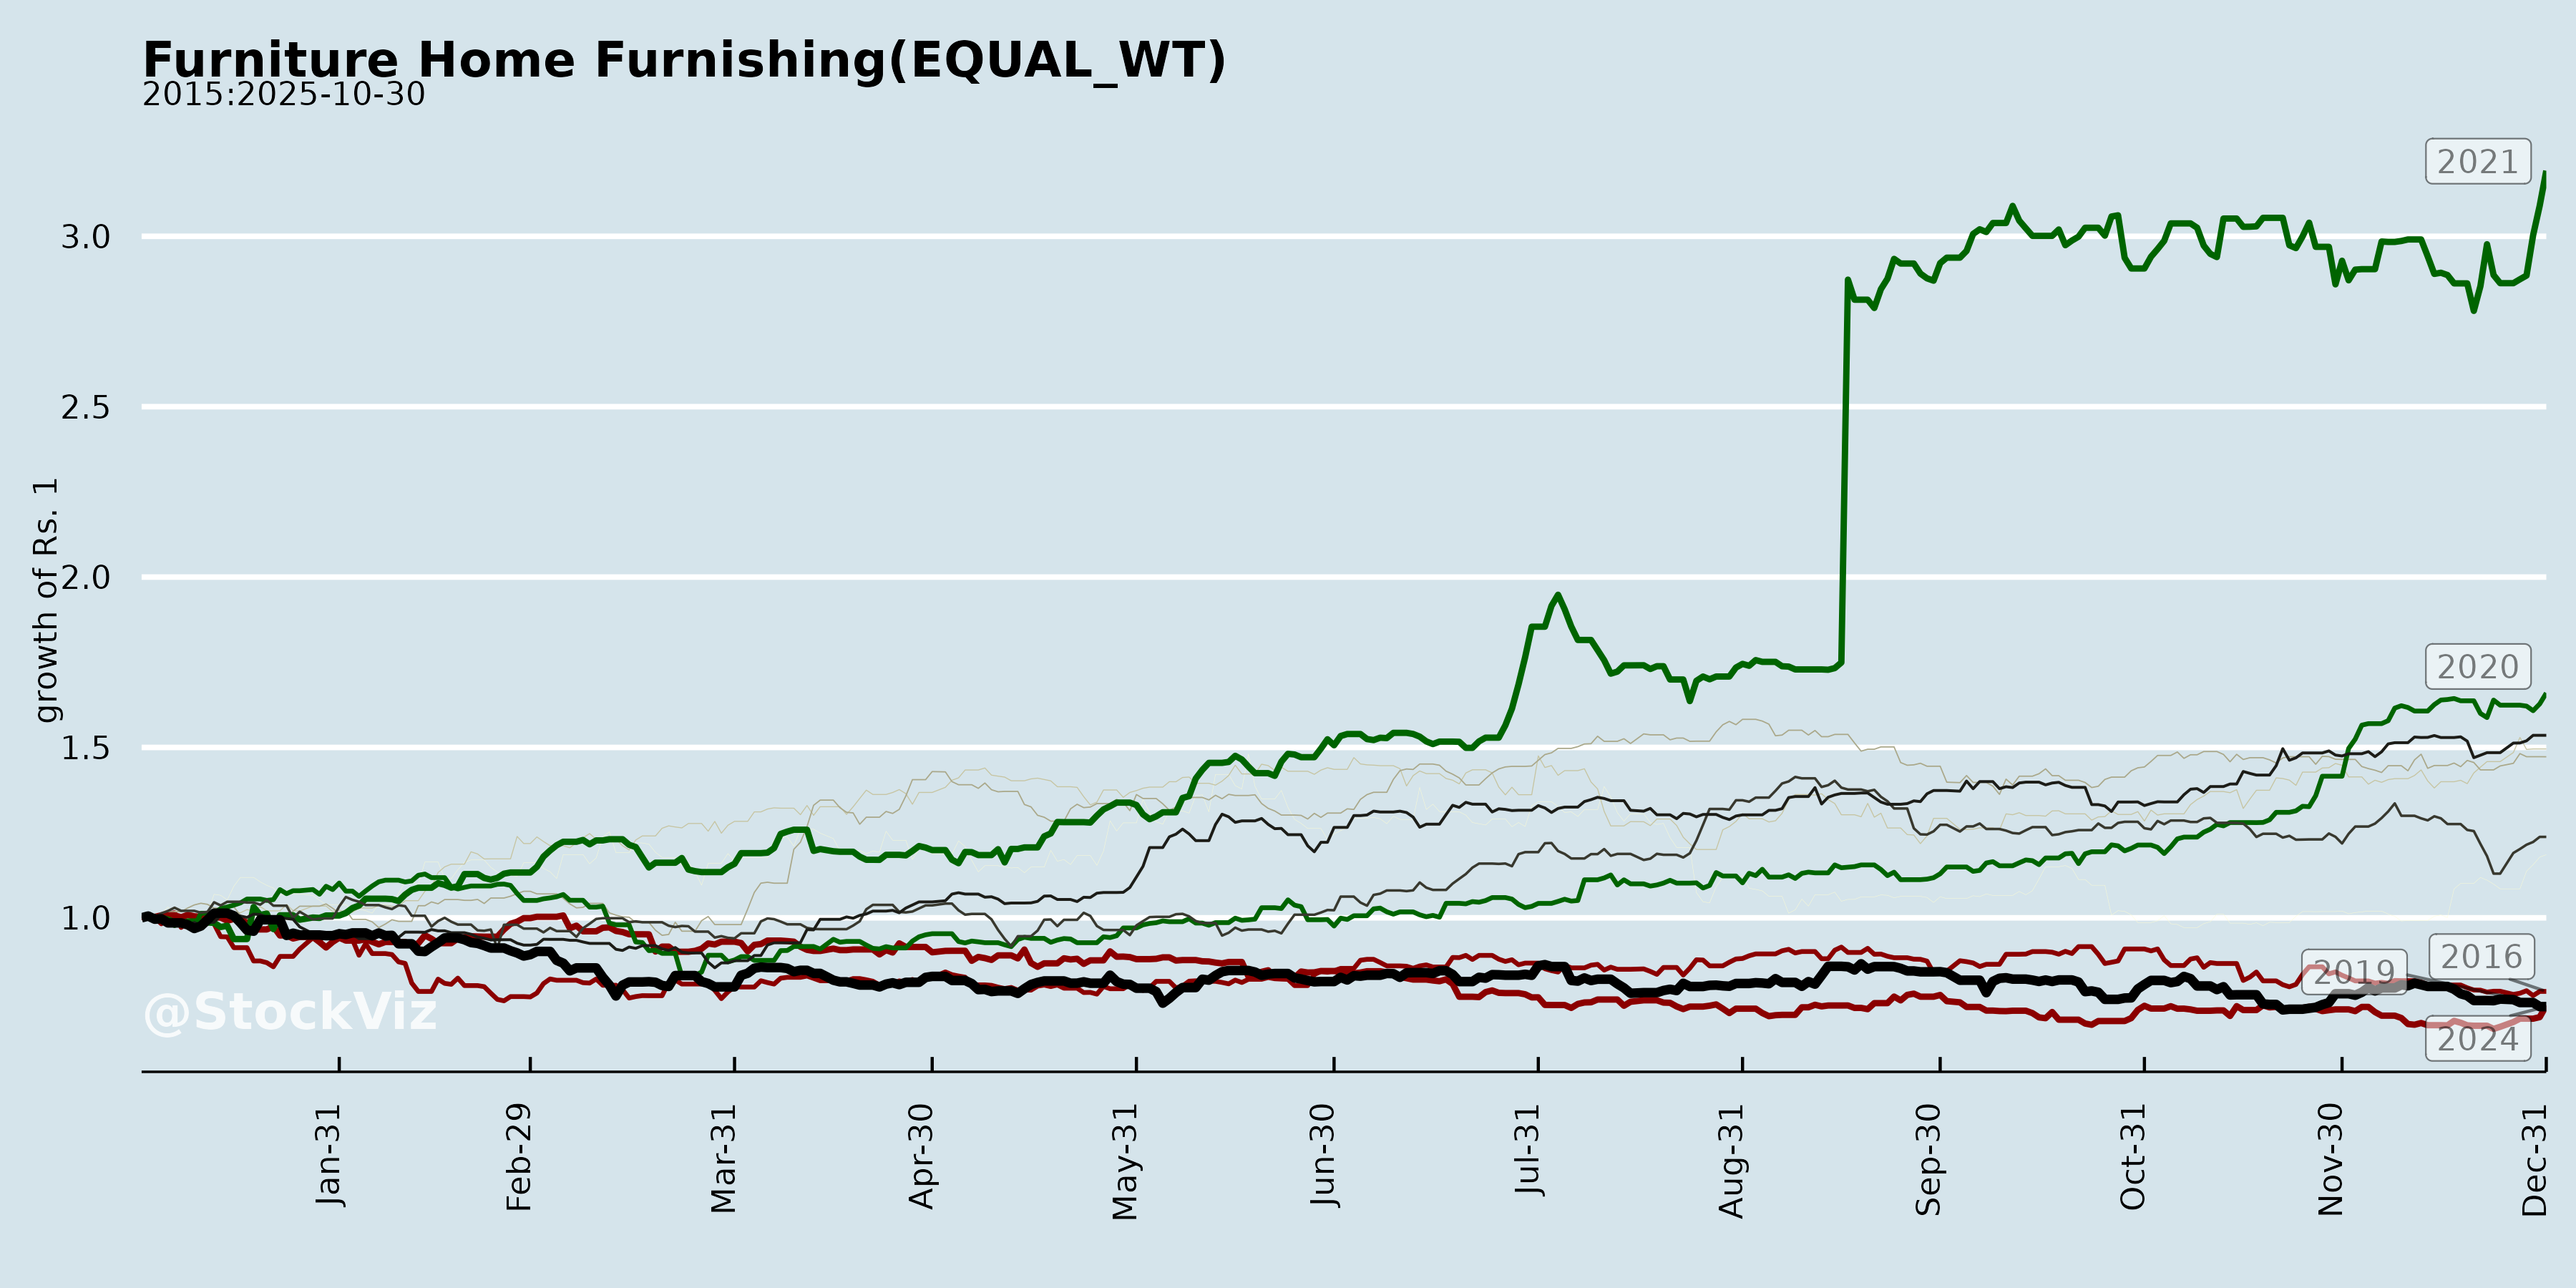 Furniture Home Furnishing(EQUAL_WT)
2015:2025-10-30
growth of Rs. 1
3.0
2.5
2.0
1.5
1.0
2021
2020
2019
2016
2024
@StockViz
Jan-31
Feb-29
Mar-31
Apr-30
May-31
Jun-30
Jul-31
Aug-31
Sep-30
Oct-31
Nov-30
Dec-31